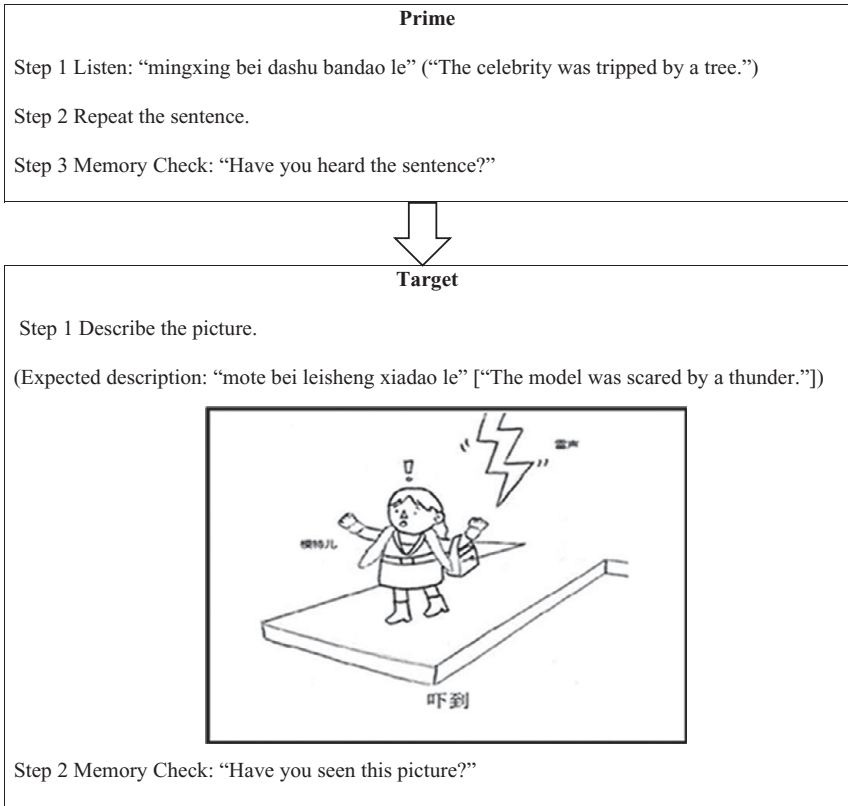 Prime
Step 1 Listen: “mingxing bei dashu bandao le” (“The celebrity was tripped by a tree.”)
Step 2 Repeat the sentence.
Step 3 Memory Check: “Have you heard the sentence?”
Target
Step 1 Describe the picture.
(Expected description: “mote bei leisheng xiadao le” [“The model was scared by a thunder.”])
雷声
!
模特儿
吓到
Step 2 Memory Check: “Have you seen this picture?”